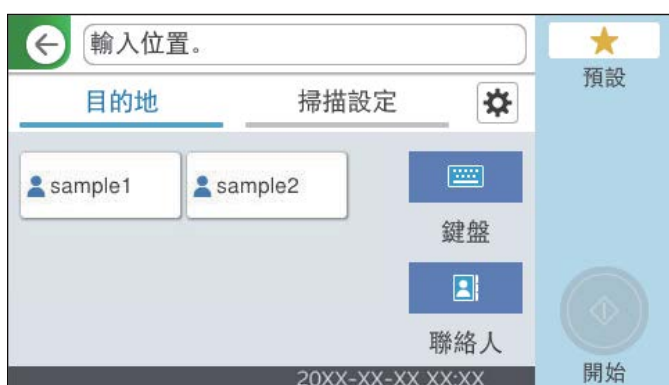 輸入位置。
預設
目的地
掃描設定
sample1
sample2
鍵盤
聯絡人
開始
20XX-XX-XX XX:XX